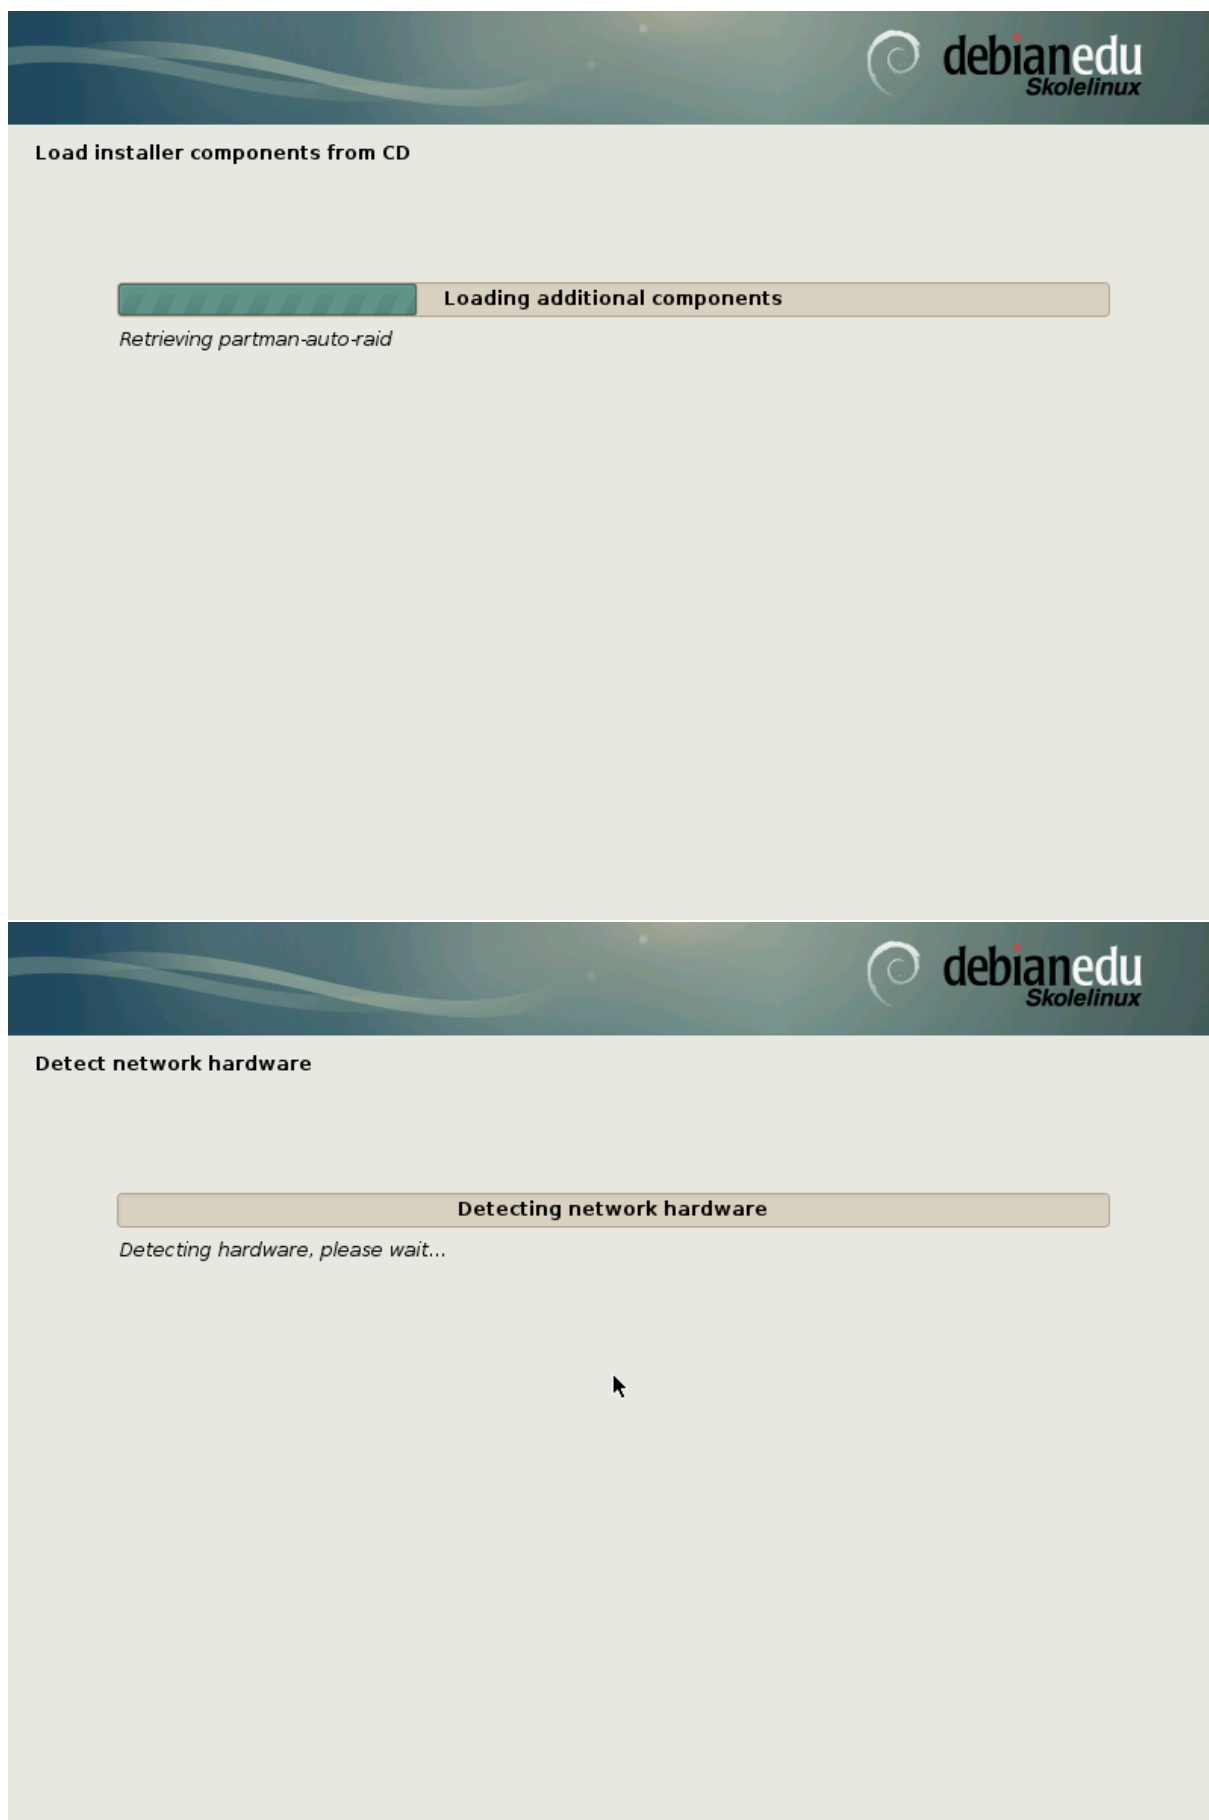 debianedu
Skolelinux
Load installer components from CD
Loading additional components
Retrieving partman-auto-raid
debianedu
Skolelinux
Detect network hardware
Detecting network hardware
Detecting hardware, please wait...